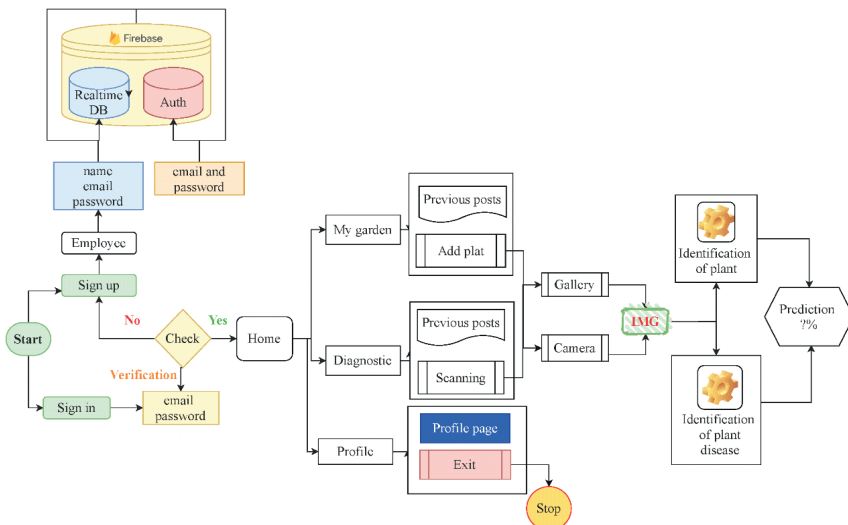 Firebase
Realtime
DB
Auth
name
email
password
email and
password
Employee
Sign up
No
Yes
Start
Check
Home
Verification
Sign in
email
password
My garden
Previous posts
Add plat
Diagnostic
Previous posts
Scanning
Profile
Profile page
Exit
Stop
Gallery
Camera
IMG
Identification
of plant
Identification
of plant
disease
Prediction
?%